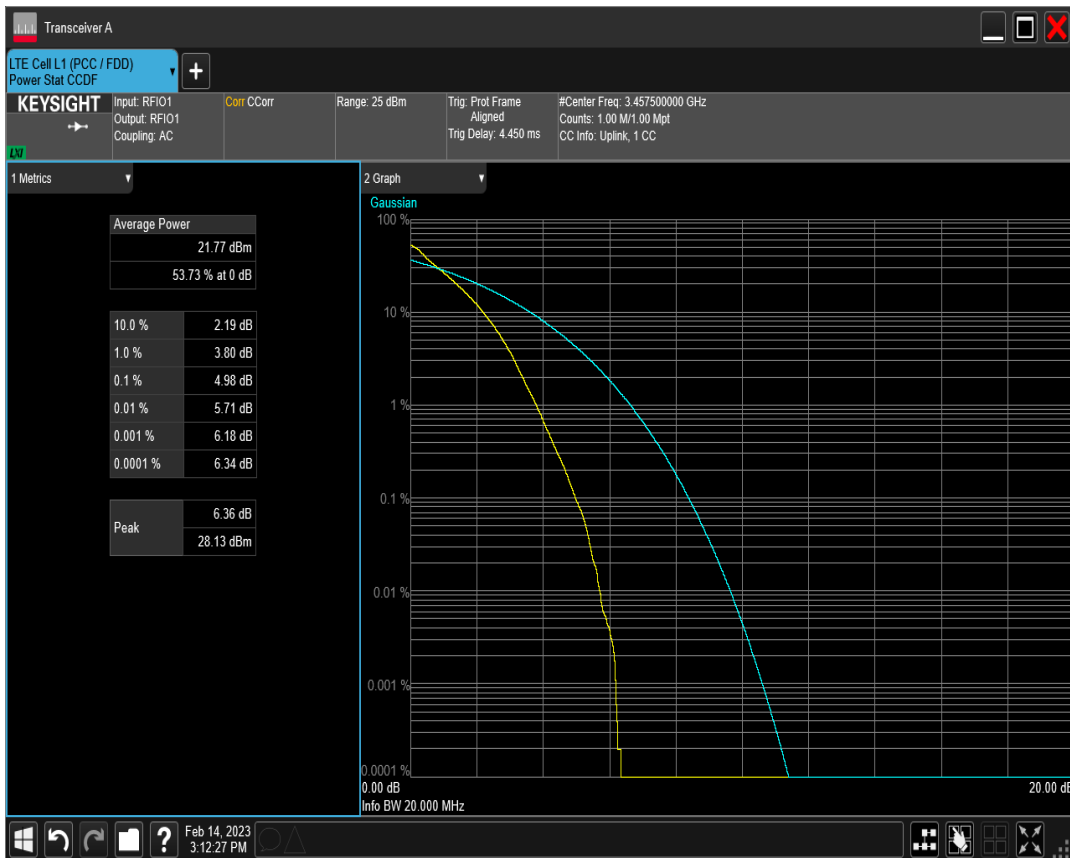 Transceiver A
LTE Cell L1 (PCC / FDD)
Power Stat CCDF
KEYSIGHT
LXI
Input: RFIO1
Output: RFIO1
Coupling: AC
Corr CCorr
Range: 25 dBm
Trig: Prot Frame
Aligned
Trig Delay: 4.450 ms
#Center Freq: 3.457500000 GHz
Counts: 1.00 M/1.00 Mpt
CC Info: Uplink, 1 CC
1 Metrics
Average Power
21.77 dBm
53.73 % at 0 dB
10.0 % 2.19 dB
1.0 % 3.80 dB
0.1 % 4.98 dB
0.01 % 5.71 dB
0.001 % 6.18 dB
0.0001 % 6.34 dB
Peak 6.36 dB
28.13 dBm
2 Graph
Gaussian
100 %
10 %
1 %
0.1 %
0.01 %
0.001 %
0.0001 %
0.00 dB
20.00 dB
Info BW 20.000 MHz
Feb 14, 2023
3:12:27 PM